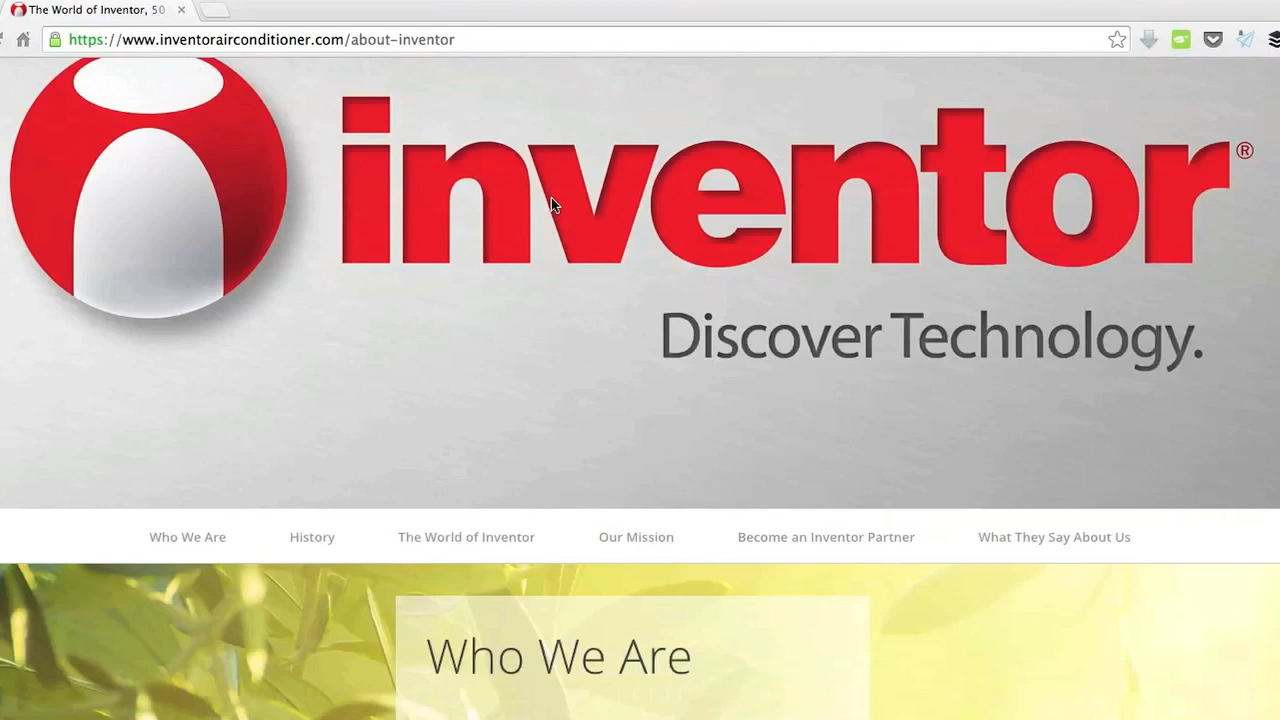 The World of Inventor, 50
https://www.inventorairconditioner.com/about-inventor
inventor®
Discover Technology.
Who We Are
History
The World of Inventor
Our Mission
Become an Inventor Partner
What They Say About Us
Who We Are